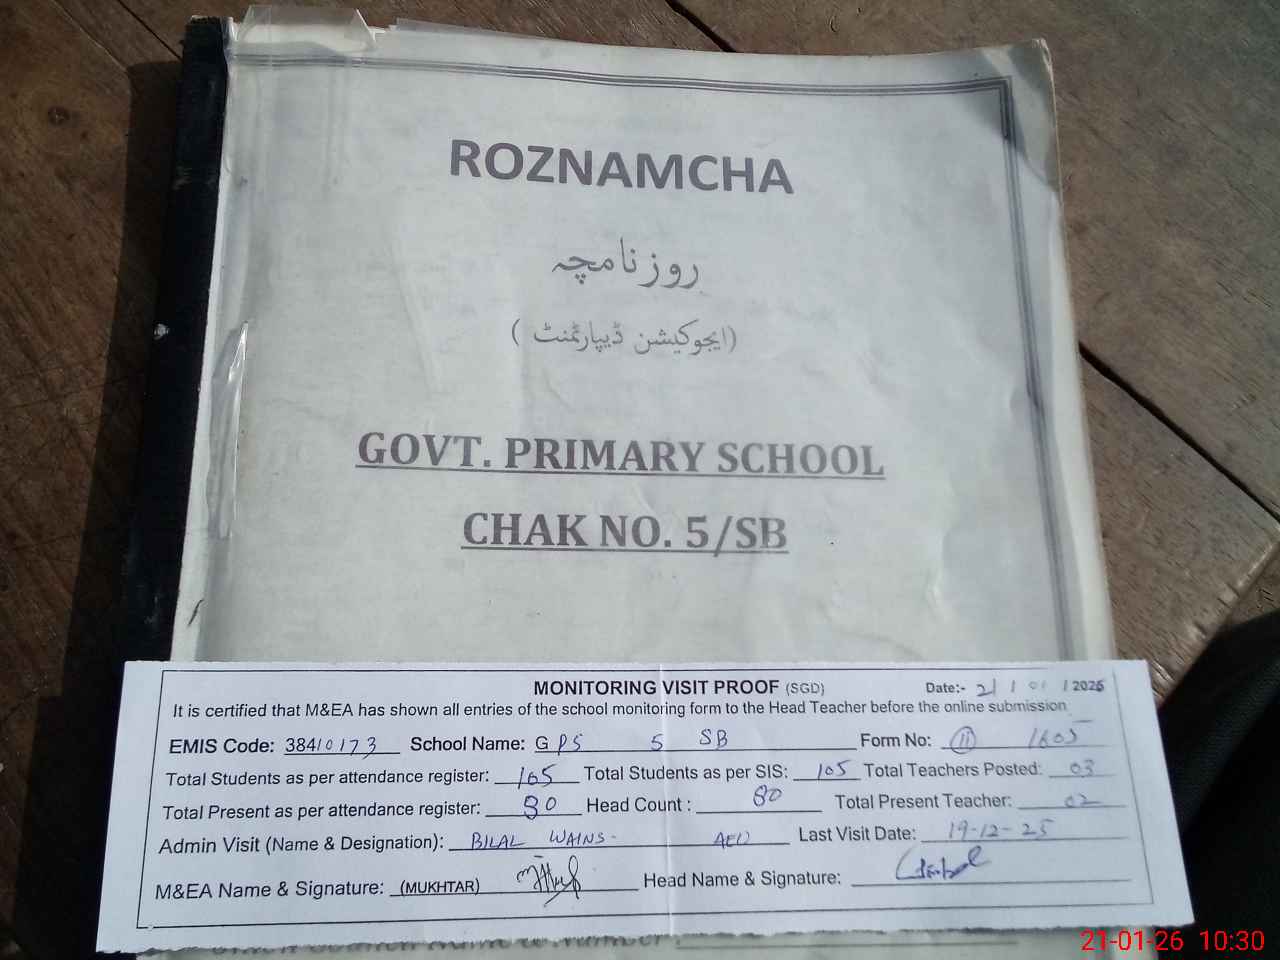 ROZNAMCHA
روزنامچہ
(ایجوکیشن ڈیپارٹمنٹ)
GOVT. PRIMARY SCHOOL
CHAK NO. 5/SB
MONITORING VISIT PROOF (SGD) Date:- 21 / 01 / 2026
It is certified that M&EA has shown all entries of the school monitoring form to the Head Teacher before the online submission
EMIS Code: 38410173 School Name: GPS 5 SB Form No: (11) 1605
Total Students as per attendance register: 105 Total Students as per SIS: 105 Total Teachers Posted: 03
Total Present as per attendance register: 80 Head Count : 80 Total Present Teacher: 02
Admin Visit (Name & Designation): BILAL WAINS- AEO Last Visit Date: 19-12-25
M&EA Name & Signature: (MUKHTAR) Head Name & Signature:
21-01-26 10:30